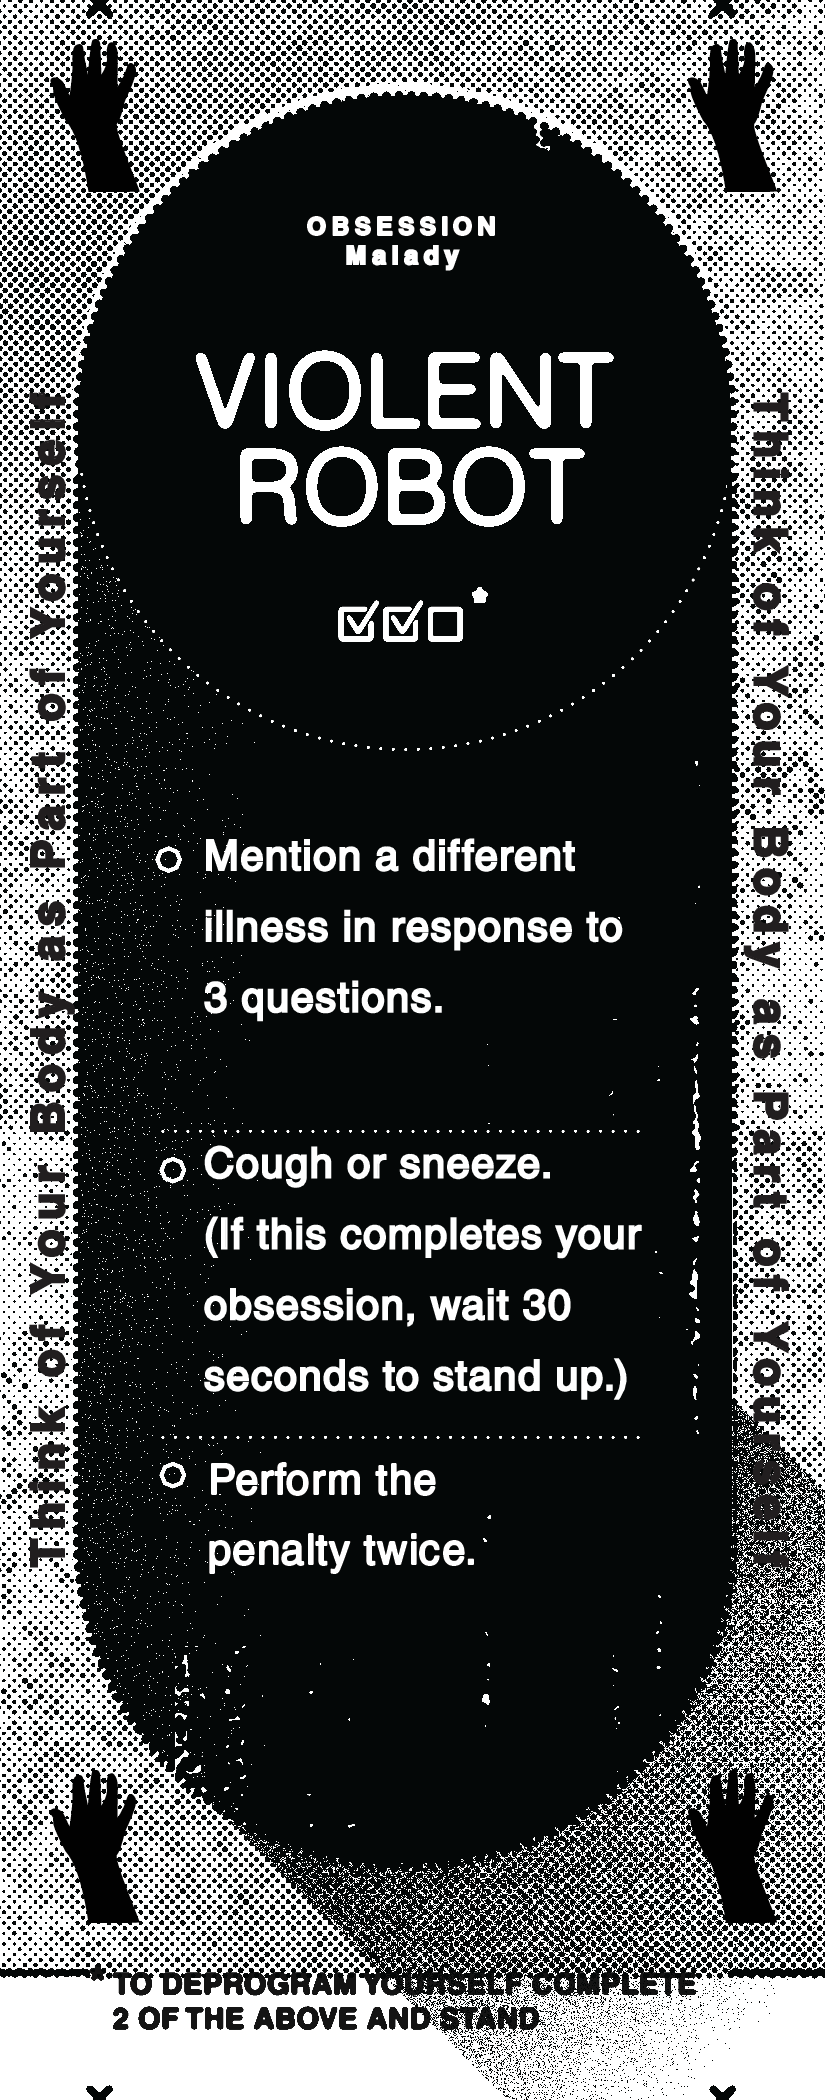 OBSESSION
Malady
VIOLENT
ROBOT
*
Mention a different
illness in response to
3 questions.
Cough or sneeze.
(If this completes your
obsession, wait 30
seconds to stand up.)
Perform the
penalty twice.
Think of Your Body as Part of Yourself
Think of Your Body as Part of Yourself
*TO DEPROGRAM YOURSELF COMPLETE
2 OF THE ABOVE AND STAND